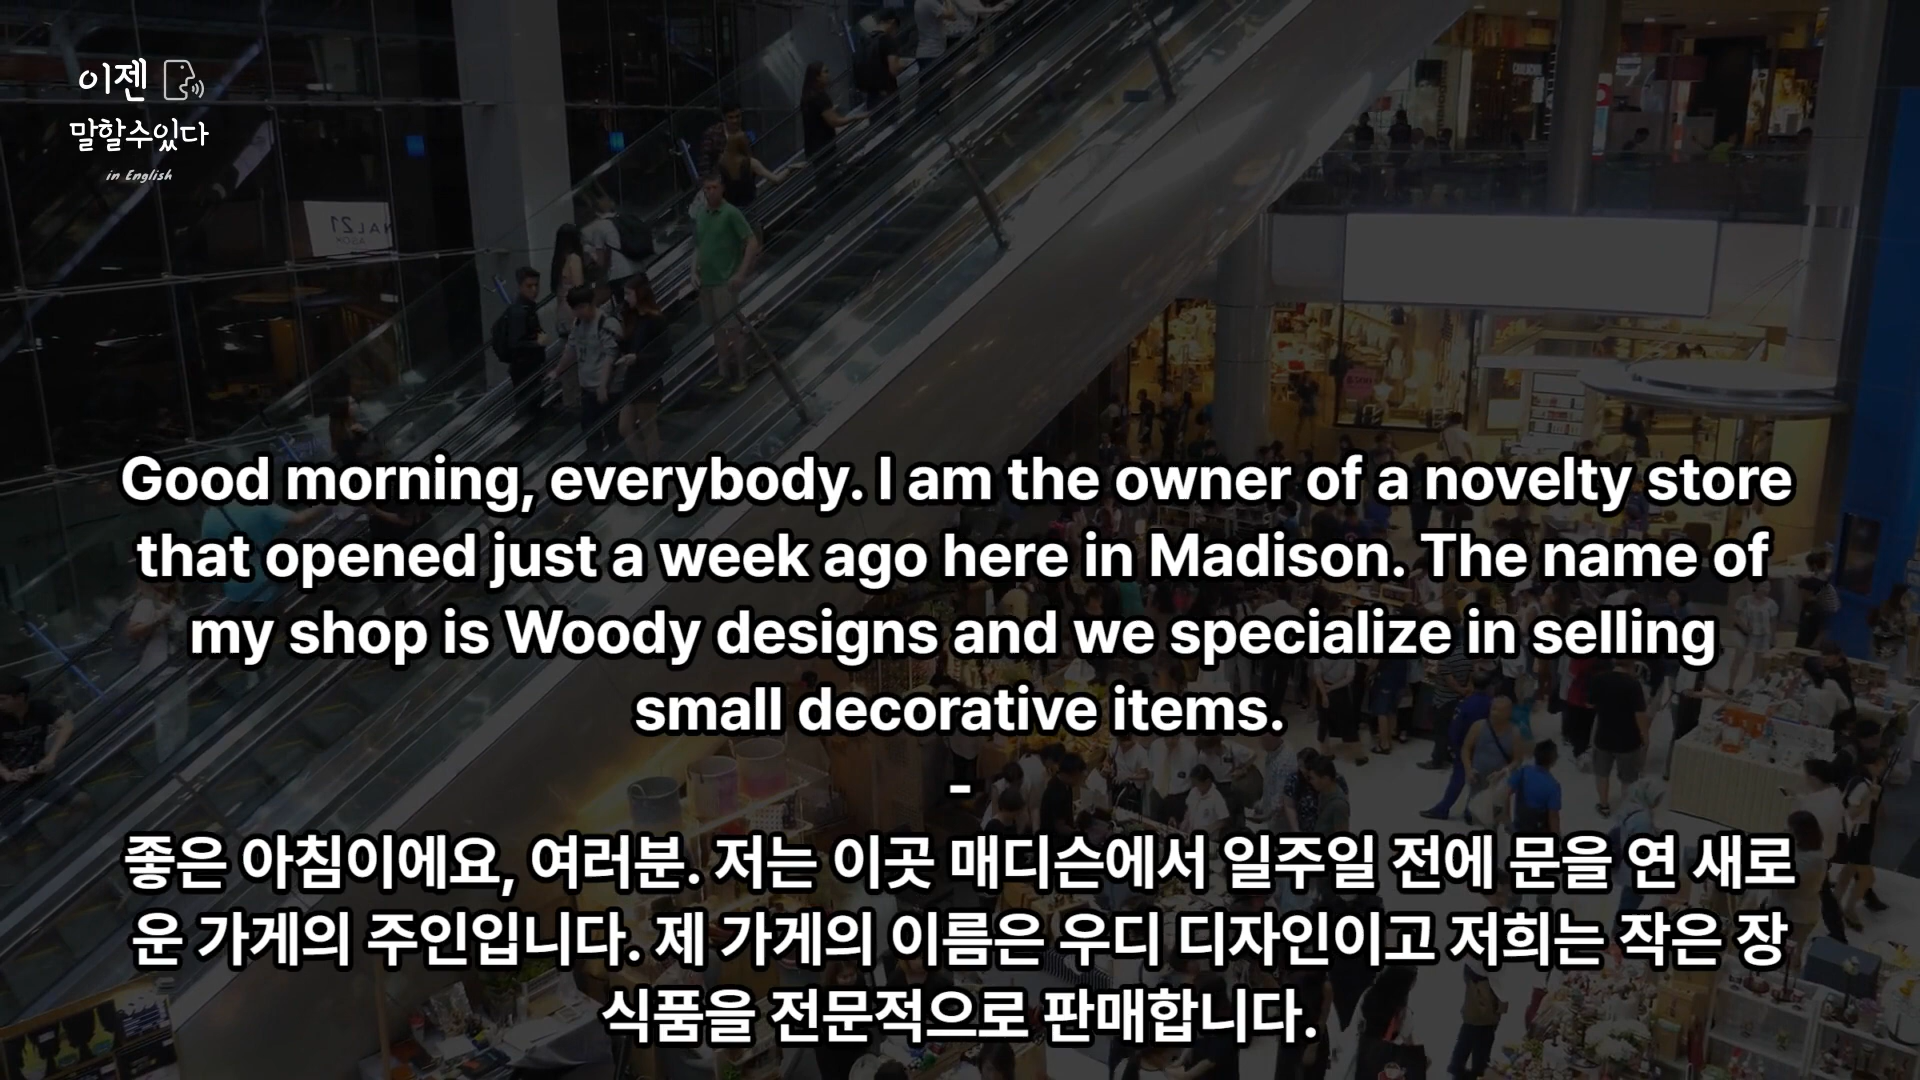 이젠
말할수있다
in English
NAL21
ASOK
Good morning, everybody. I am the owner of a novelty store
that opened just a week ago here in Madison. The name of
my shop is Woody designs and we specialize in selling
small decorative items.
-
좋은 아침이에요, 여러분. 저는 이곳 매디슨에서 일주일 전에 문을 연 새로
운 가게의 주인입니다. 제 가게의 이름은 우디 디자인이고 저희는 작은 장
식품을 전문적으로 판매합니다.